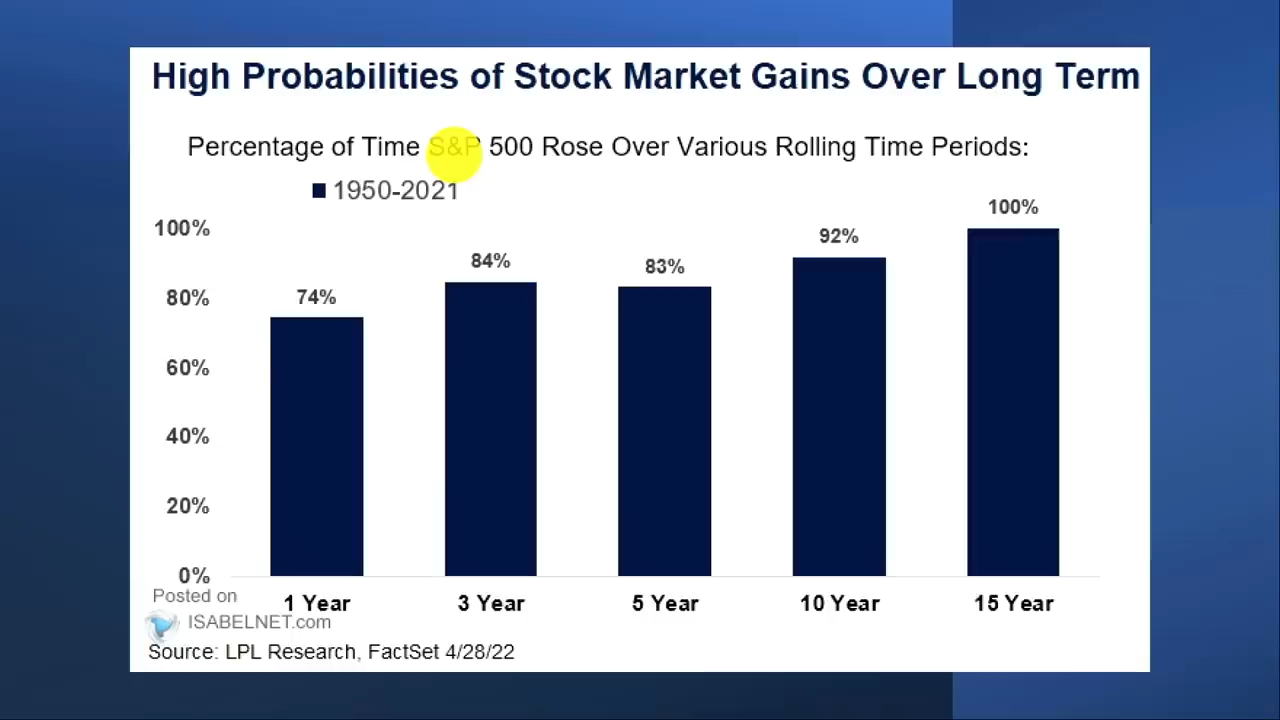 High Probabilities of Stock Market Gains Over Long Term
Percentage of Time S&P 500 Rose Over Various Rolling Time Periods:
1950-2021
100%
80%
60%
40%
20%
0%
74%
84%
83%
92%
100%
1 Year
3 Year
5 Year
10 Year
15 Year
Posted on
ISABELNET.com
Source: LPL Research, FactSet 4/28/22